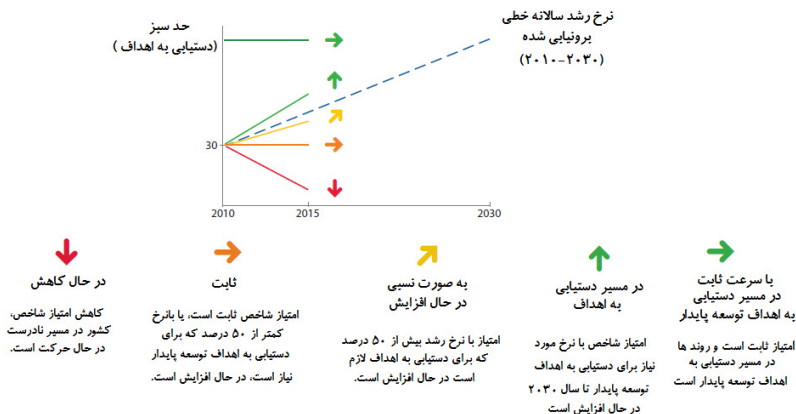 حد سبز
(دستیابی به اهداف )
نرخ رشد سالانه خطی
برونیابی شده
(۲۰۱۰-۲۰۳۰)
30
2010
2015
2030
با سرعت ثابت
در مسیر دستیابی
به اهداف توسعه پایدار
امتیاز ثابت است و روند ها
در مسیر دستیابی به
اهداف توسعه پایدار است
در مسیر دستیابی
به اهداف
امتیاز شاخص با نرخ مورد
نیاز برای دستیابی به اهداف
توسعه پایدار تا سال ۲۰۳۰
در حال افزایش است
به صورت نسبی
در حال افزایش
امتیاز با نرخ رشد بیش از ۵۰ درصد
که برای دستیابی به اهداف لازم
است در حال افزایش است.
ثابت
امتیاز شاخص ثابت است، یا بانرخ
کمتر از ۵۰ درصد که برای
دستیابی به اهداف توسعه پایدار
نیاز است، در حال افزایش است.
در حال کاهش
کاهش امتیاز شاخص،
کشور در مسیر نادرست
در حال حرکت است.